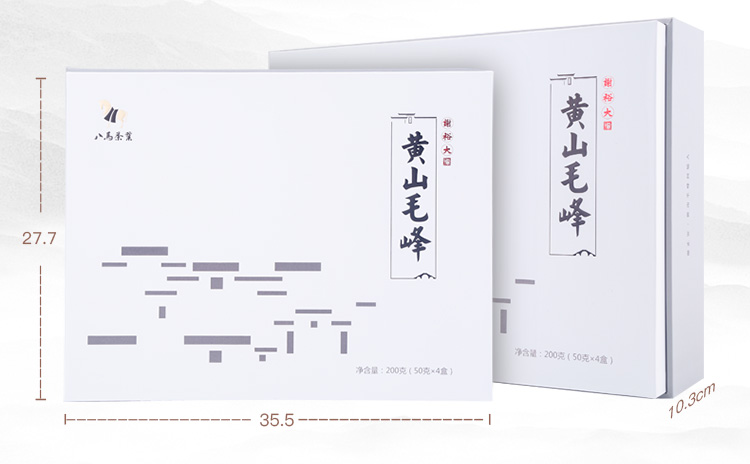 八马茶業
谢裕大
黄山毛峰
净含量：200克（50克×4盒）
谢裕大
黄山毛峰
净含量：200克（50克×4盒）
27.7
35.5
10.3cm